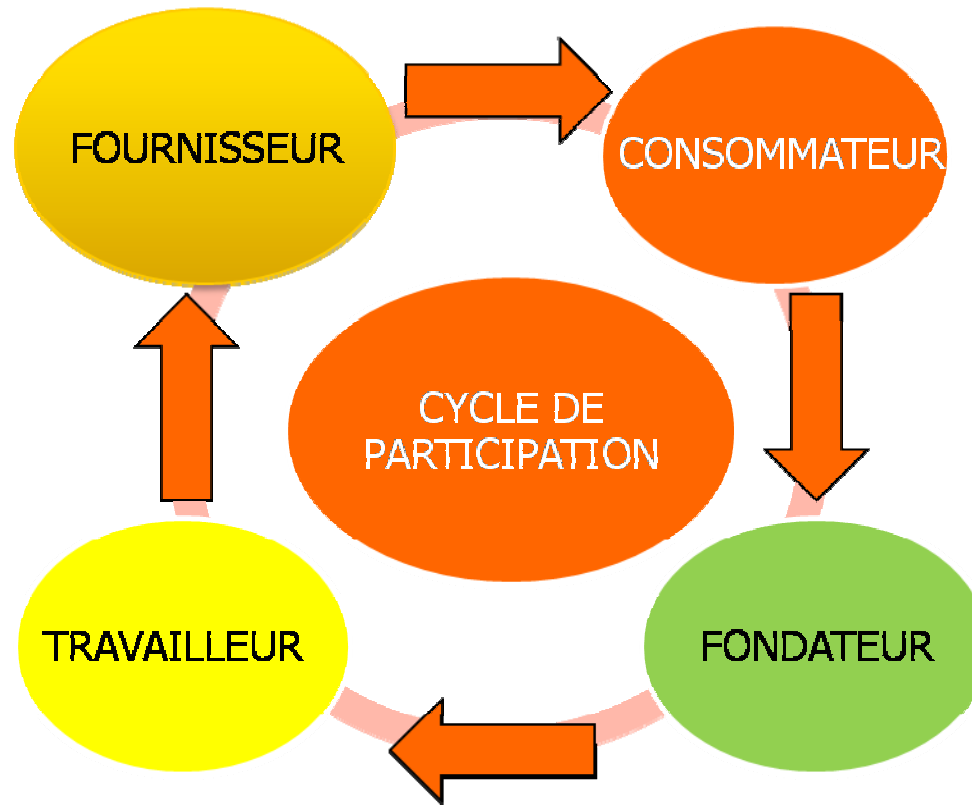 FOURNISSEUR
CONSOMMATEUR
CYCLE DE
PARTICIPATION
TRAVAILLEUR
FONDATEUR